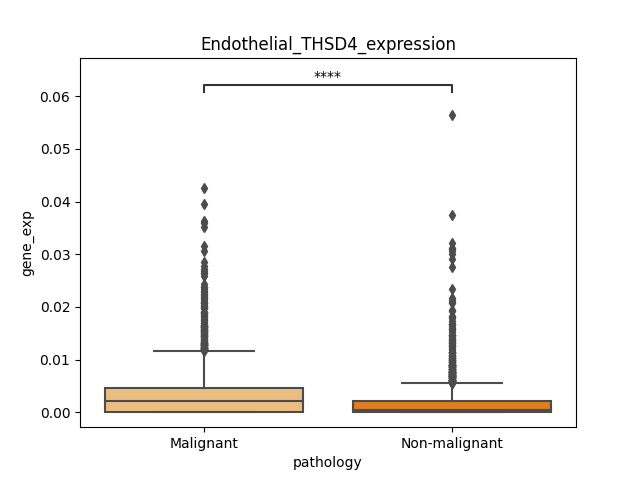 Endothelial_THSD4_expression
****
0.06
0.05
0.04
0.03
0.02
0.01
0.00
gene_exp
Malignant
Non-malignant
pathology